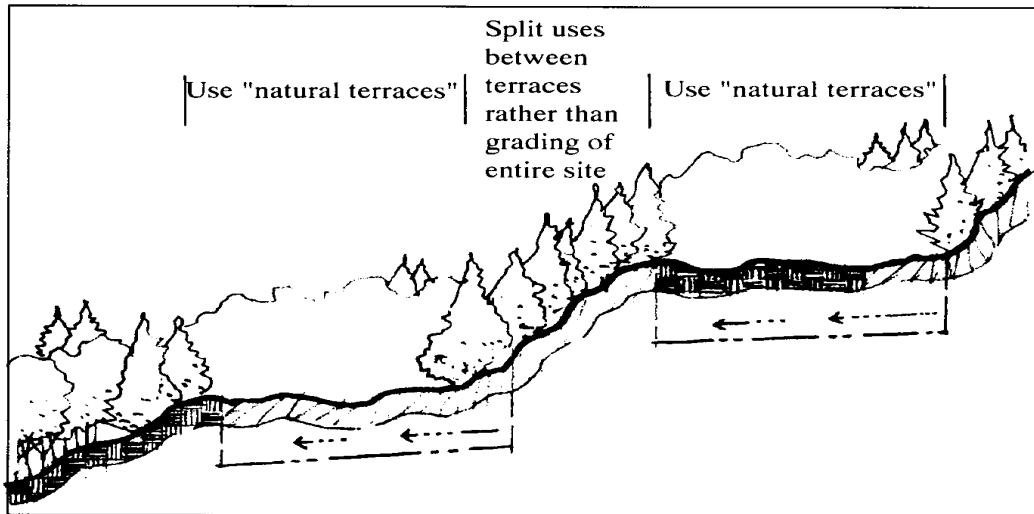 Use "natural terraces"
Split uses
between
terraces
rather than
grading of
entire site
Use "natural terraces"